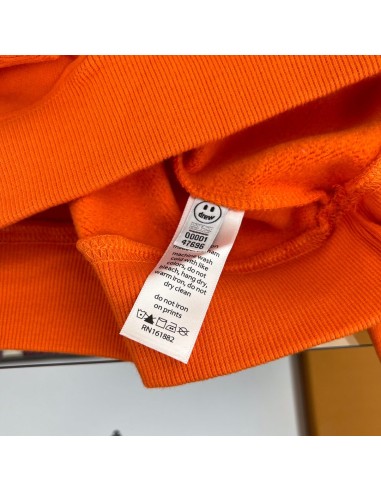 drew
00001
47696
machine wash
cold with like
colors, do not
bleach, hang dry,
warm iron, do not
dry clean
do not iron
on prints
RN161882